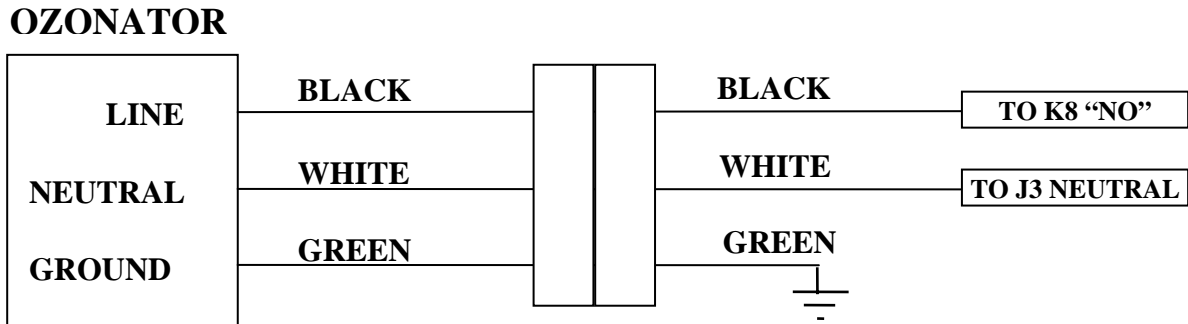 OZONATOR
LINE BLACK BLACK TO K8 “NO”
NEUTRAL WHITE WHITE TO J3 NEUTRAL
GROUND GREEN GREEN